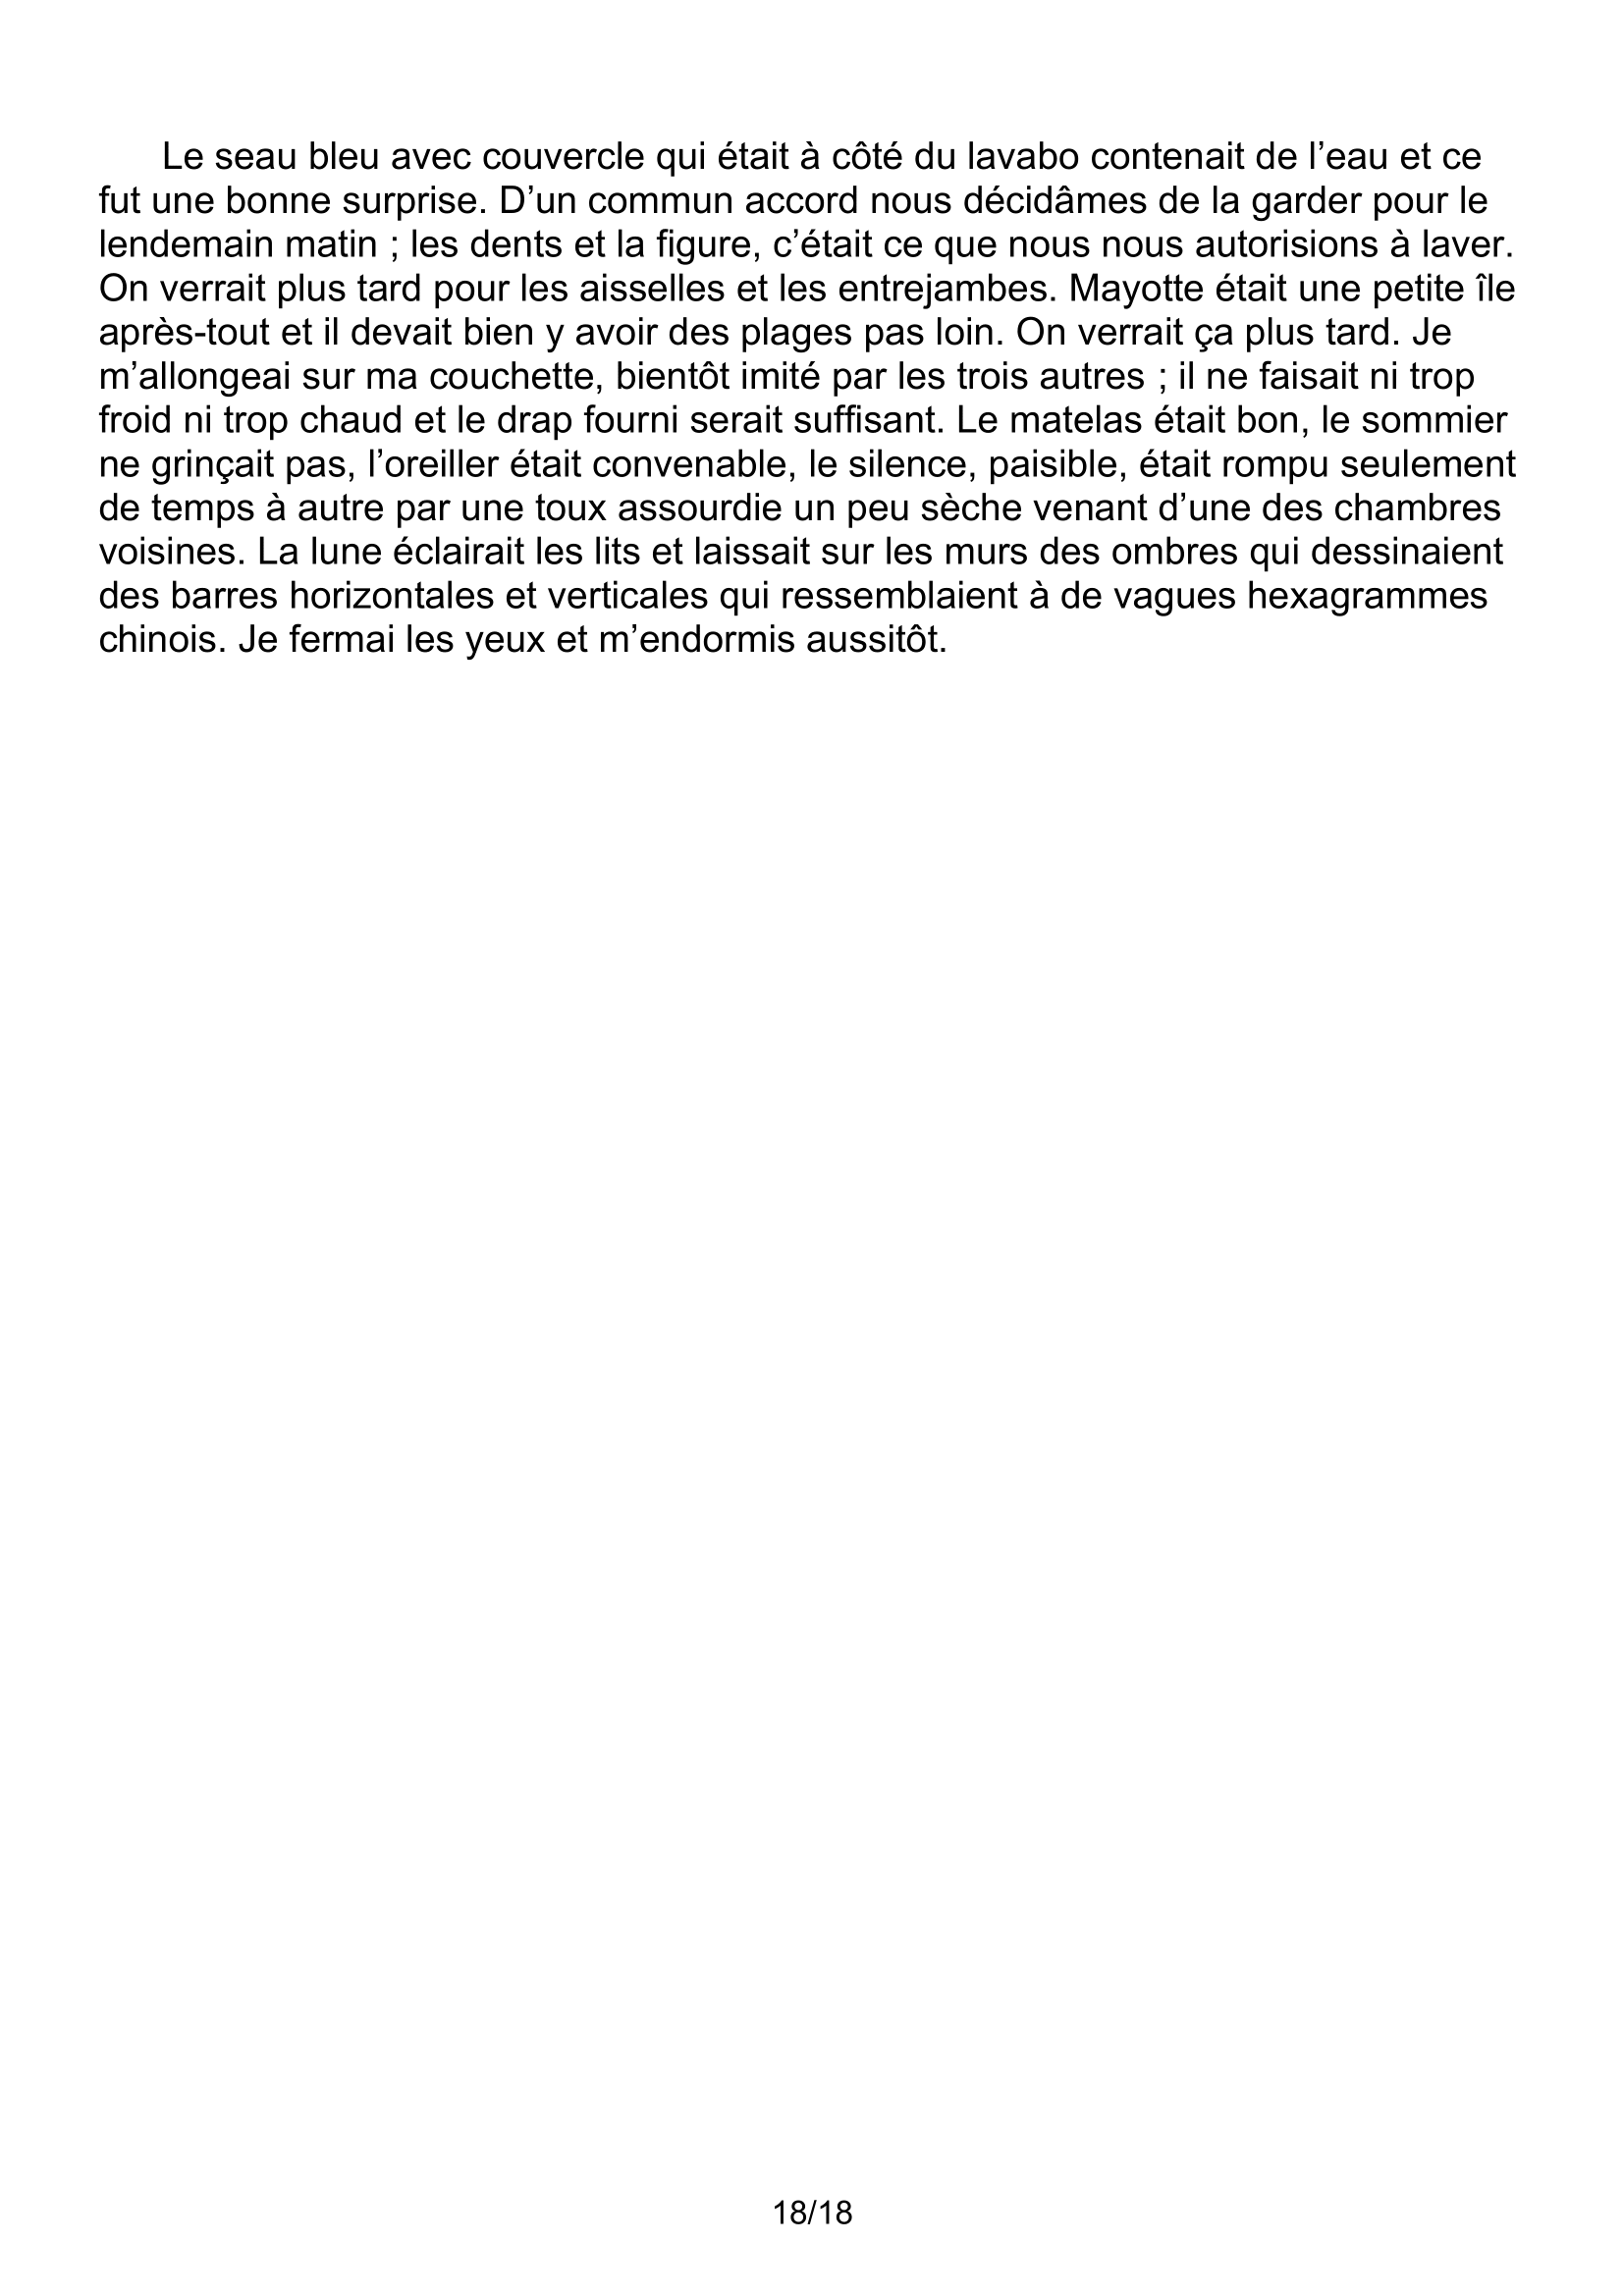 Le seau bleu avec couvercle qui était à côté du lavabo contenait de l’eau et ce
fut une bonne surprise. D’un commun accord nous décidâmes de la garder pour le
lendemain matin ; les dents et la figure, c’était ce que nous nous autorisions à laver.
On verrait plus tard pour les aisselles et les entrejambes. Mayotte était une petite île
après-tout et il devait bien y avoir des plages pas loin. On verrait ça plus tard. Je
m’allongeai sur ma couchette, bientôt imité par les trois autres ; il ne faisait ni trop
froid ni trop chaud et le drap fourni serait suffisant. Le matelas était bon, le sommier
ne grinçait pas, l’oreiller était convenable, le silence, paisible, était rompu seulement
de temps à autre par une toux assourdie un peu sèche venant d’une des chambres
voisines. La lune éclairait les lits et laissait sur les murs des ombres qui dessinaient
des barres horizontales et verticales qui ressemblaient à de vagues hexagrammes
chinois. Je fermai les yeux et m’endormis aussitôt.
18/18